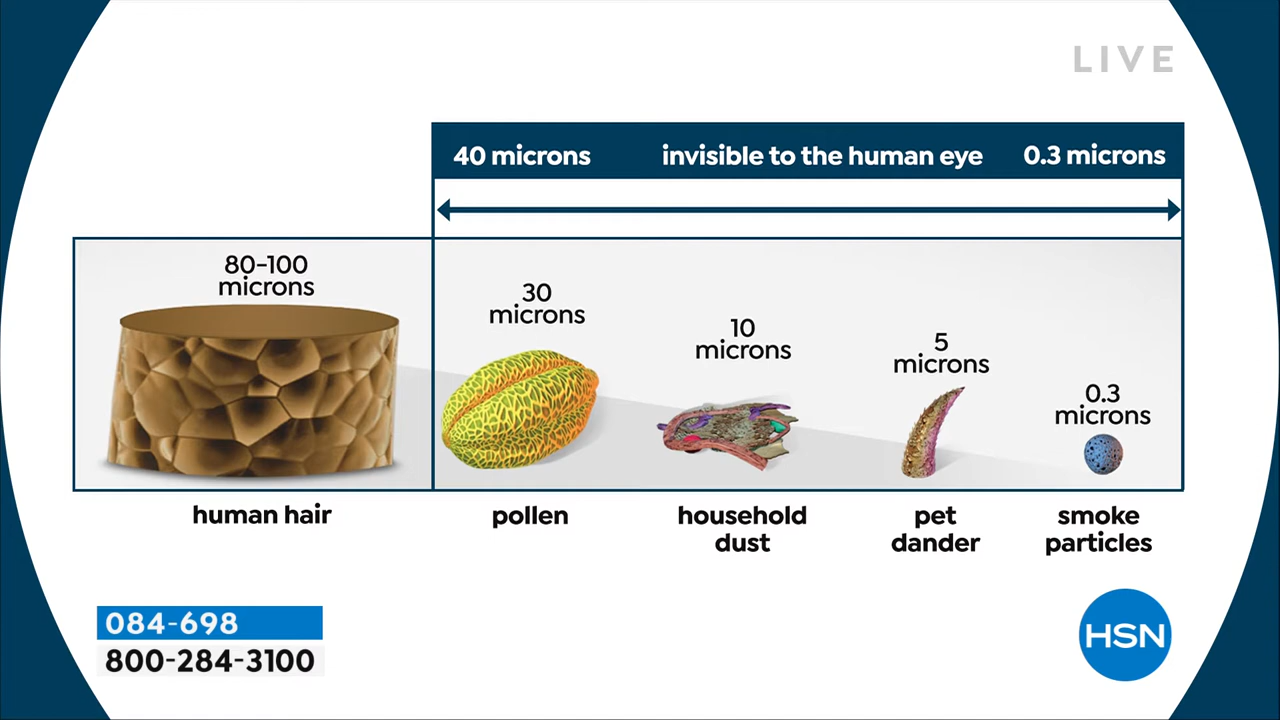 LIVE
40 microns invisible to the human eye 0.3 microns
80-100
microns
30
microns
10
microns
5
microns
0.3
microns
human hair
pollen
household
dust
pet
dander
smoke
particles
084-698
800-284-3100
HSN